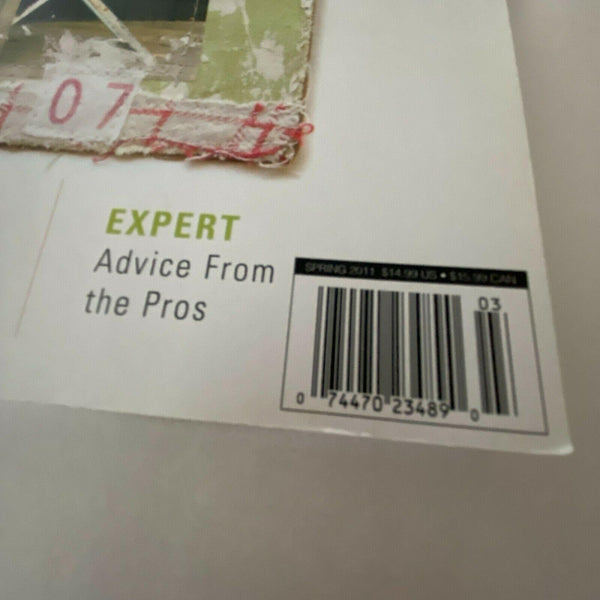 07
EXPERT
Advice From
the Pros
SPRING 2011 $14.99 US • $15.99 CAN
03
0 74470 23489 0